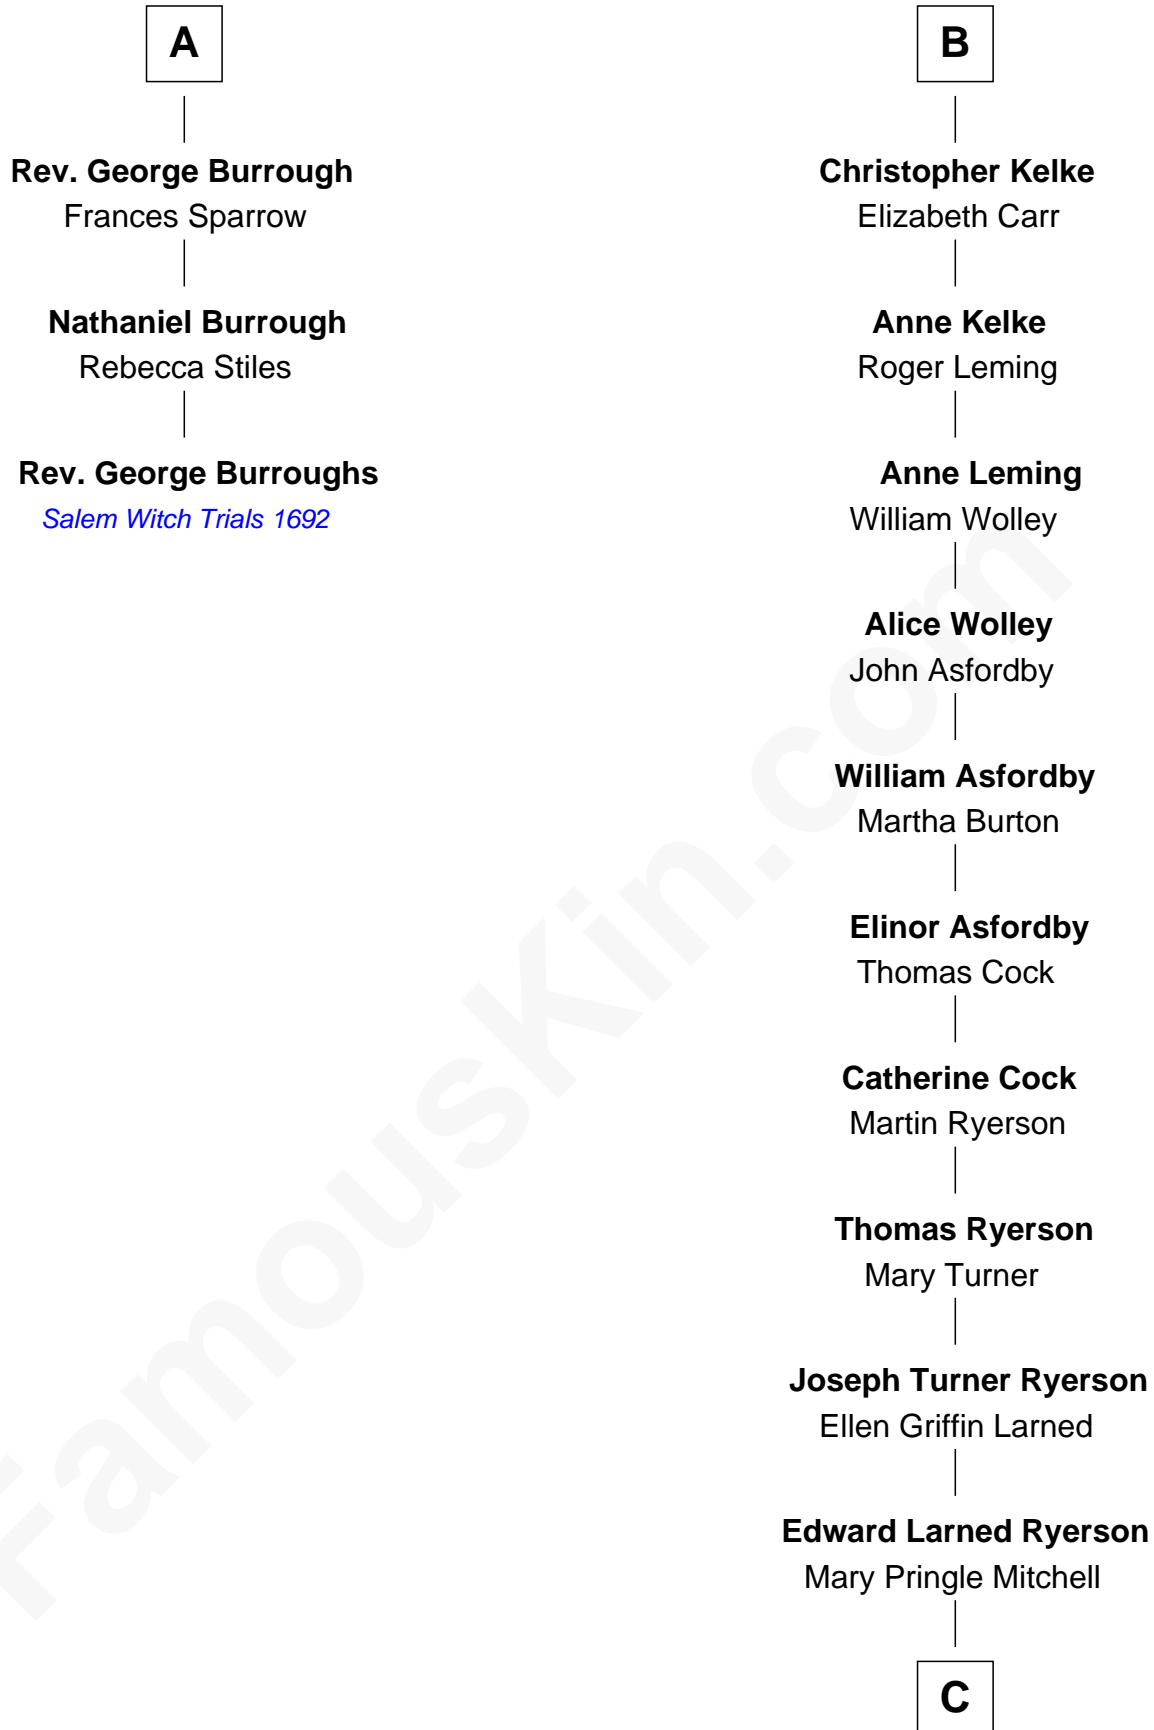 A
Rev. George Burrough
Frances Sparrow
Nathaniel Burrough
Rebecca Stiles
Rev. George Burroughs
Salem Witch Trials 1692
B
Christopher Kelke
Elizabeth Carr
Anne Kelke
Roger Leming
Anne Leming
William Wolley
Alice Wolley
John Asfordby
William Asfordby
Martha Burton
Elinor Asfordby
Thomas Cock
Catherine Cock
Martin Ryerson
Thomas Ryerson
Mary Turner
Joseph Turner Ryerson
Ellen Griffin Larned
Edward Larned Ryerson
Mary Pringle Mitchell
C
FamousKin.com